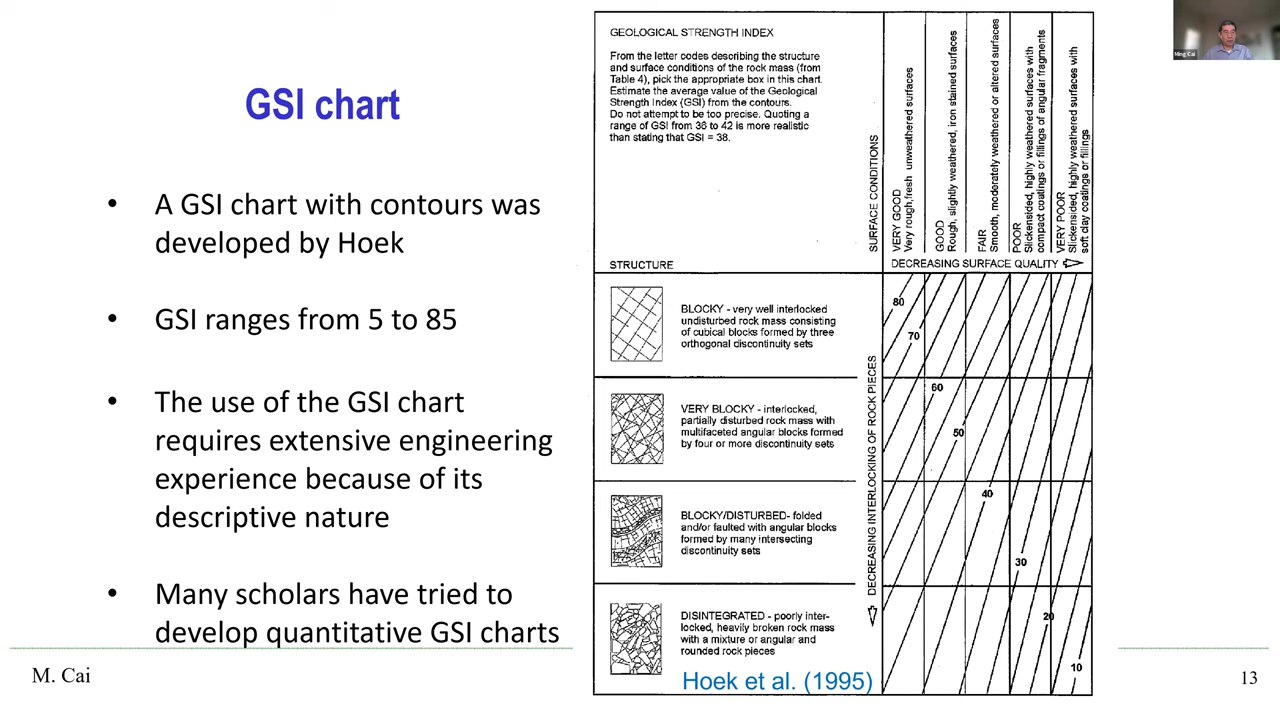 GSI chart
• A GSI chart with contours was
developed by Hoek
• GSI ranges from 5 to 85
• The use of the GSI chart
requires extensive engineering
experience because of its
descriptive nature
• Many scholars have tried to
develop quantitative GSI charts
M. Cai
GEOLOGICAL STRENGTH INDEX
From the letter codes describing the structure
and surface conditions of the rock mass (from
Table 4), pick the appropriate box in this chart.
Estimate the average value of the Geological
Strength Index (GSI) from the contours.
Do not attempt to be too precise. Quoting a
range of GSI from 36 to 42 is more realistic
than stating that GSI = 38.
SURFACE CONDITIONS
VERY GOOD
Very rough,fresh unweathered surfaces
GOOD
Rough, slightly weathered, iron stained surfaces
FAIR
Smooth, moderately weathered or altered surfaces
POOR
Slickensided, highly weathered surfaces with
compact coatings or fillings of angular fragments
VERY POOR
Slickensided, highly weathered surfaces with
soft clay coatings or fillings
STRUCTURE
DECREASING SURFACE QUALITY
BLOCKY - very well interlocked
undisturbed rock mass consisting
of cubical blocks formed by three
orthogonal discontinuity sets
VERY BLOCKY - interlocked,
partially disturbed rock mass with
multifaceted angular blocks formed
by four or more discontinuity sets
BLOCKY/DISTURBED- folded
and/or faulted with angular blocks
formed by many intersecting
discontinuity sets
DISINTEGRATED - poorly inter-
locked, heavily broken rock mass
with a mixture or angular and
rounded rock pieces
DECREASING INTERLOCKING OF ROCK PIECES
80
70
60
50
40
30
20
10
Hoek et al. (1995)
Ming Cai
13